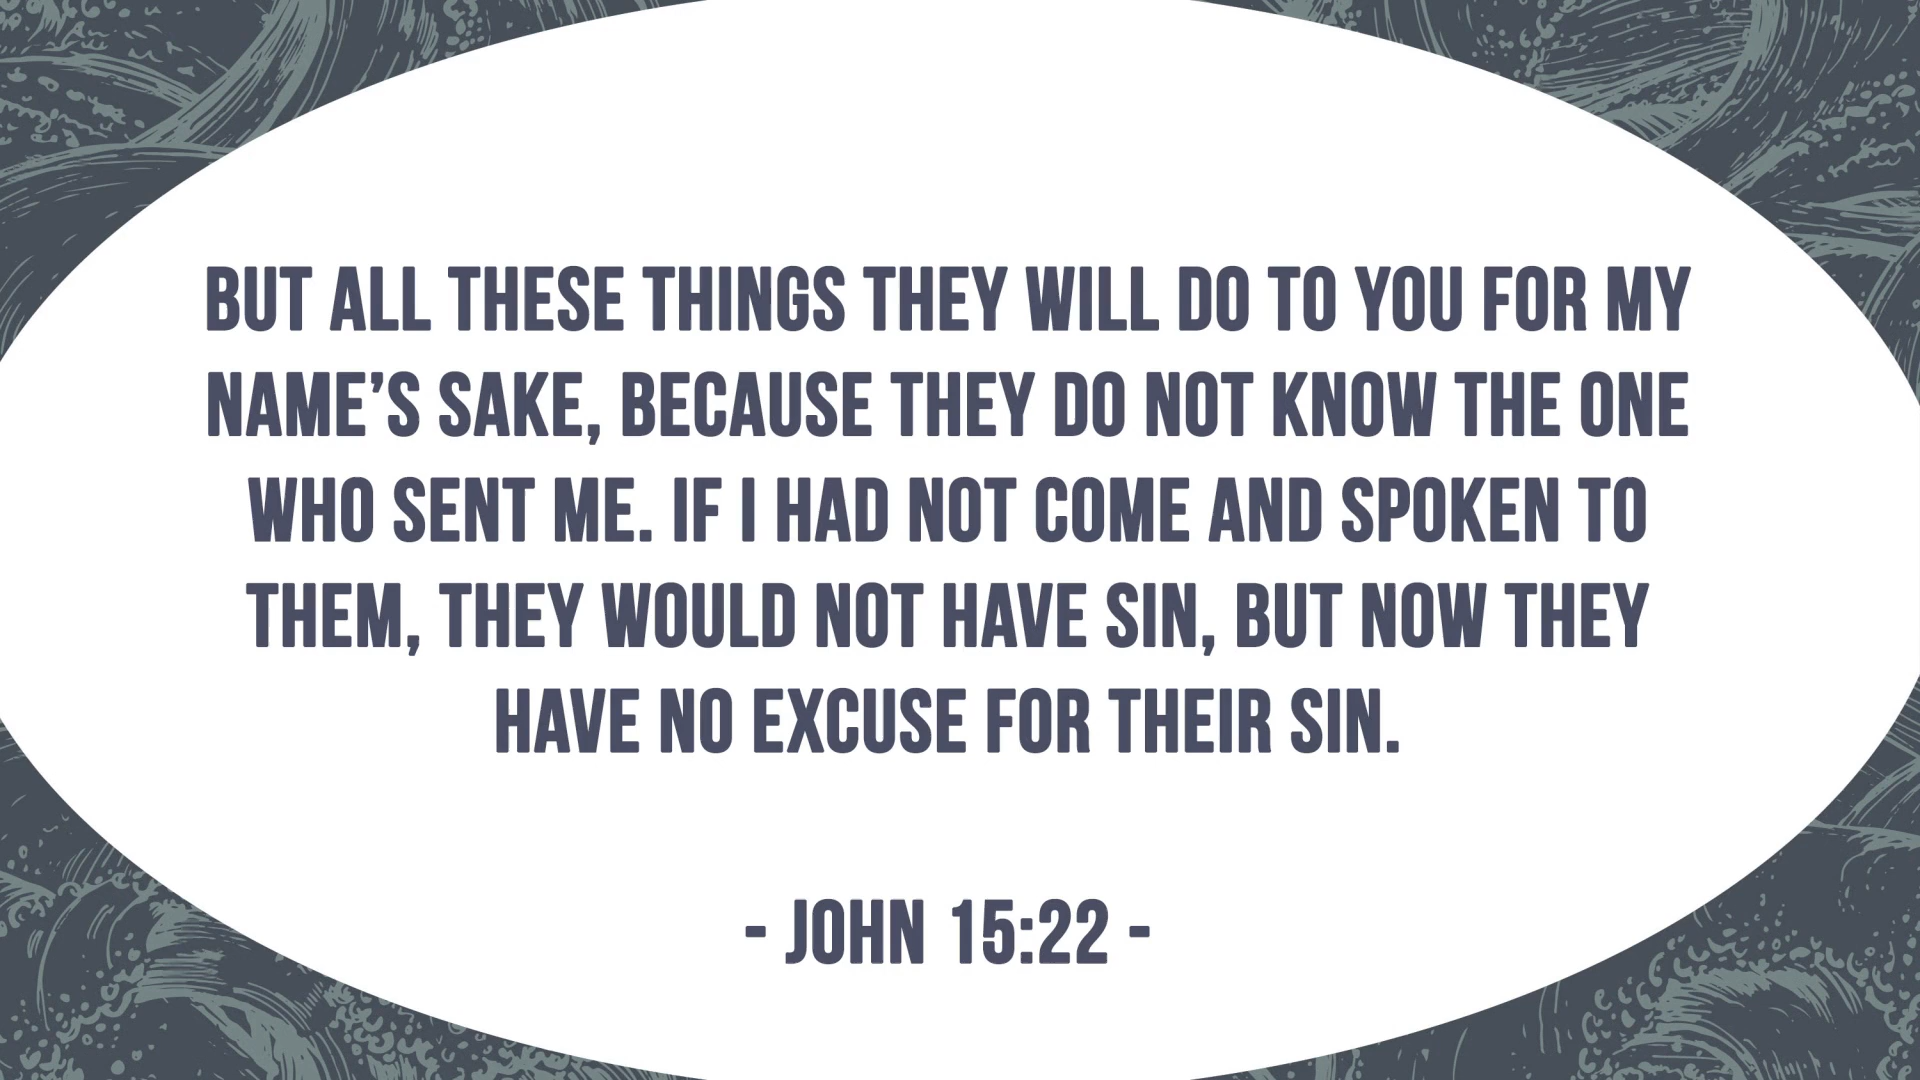 BUT ALL THESE THINGS THEY WILL DO TO YOU FOR MY
NAME’S SAKE, BECAUSE THEY DO NOT KNOW THE ONE
WHO SENT ME. IF I HAD NOT COME AND SPOKEN TO
THEM, THEY WOULD NOT HAVE SIN, BUT NOW THEY
HAVE NO EXCUSE FOR THEIR SIN.
- JOHN 15:22 -